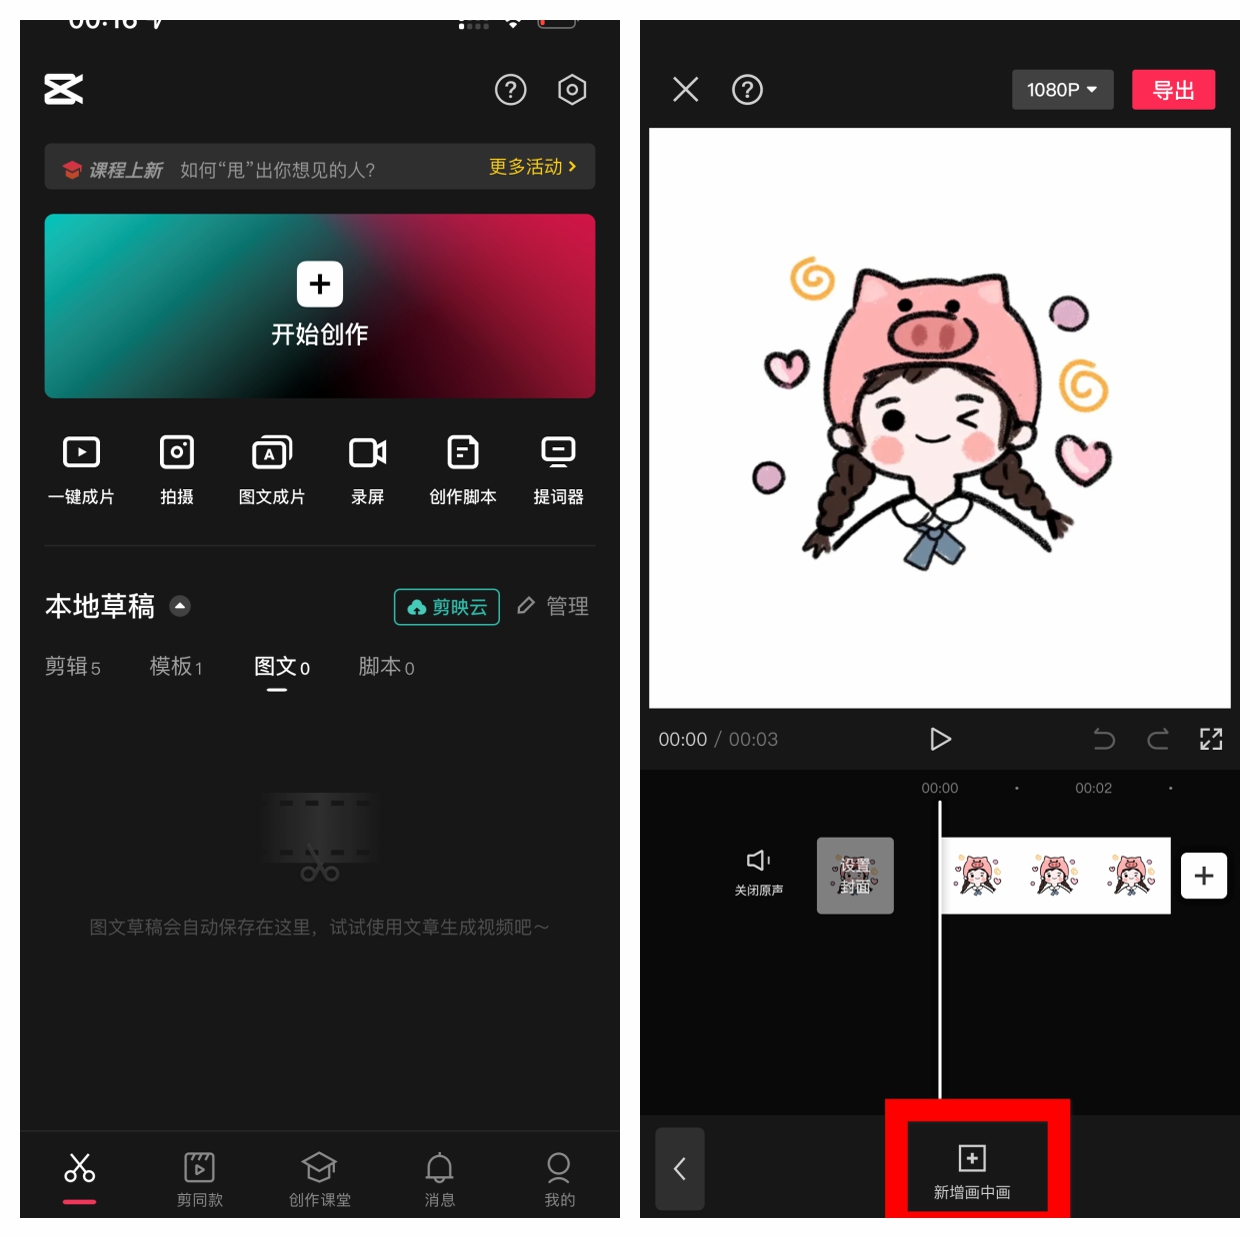 00:16
课程上新 如何“甩”出你想见的人? 更多活动
开始创作
一键成片 拍摄 图文成片 录屏 创作脚本 提词器
本地草稿 剪映云 管理
剪辑5 模板1 图文0 脚本0
图文草稿会自动保存在这里，试试使用文章生成视频吧～
剪同款 创作课堂 消息 我的
1080P 导出
00:00 / 00:03
00:00 00:02
关闭原声
设置
封面
新增画中画